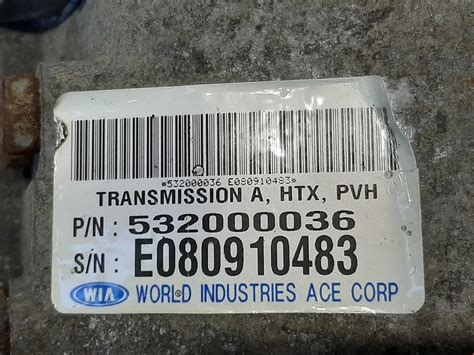 *532000036 E080910483*
TRANSMISSION A, HTX, PVH
P/N : 532000036
S/N : E080910483
WIA WORLD INDUSTRIES ACE CORP